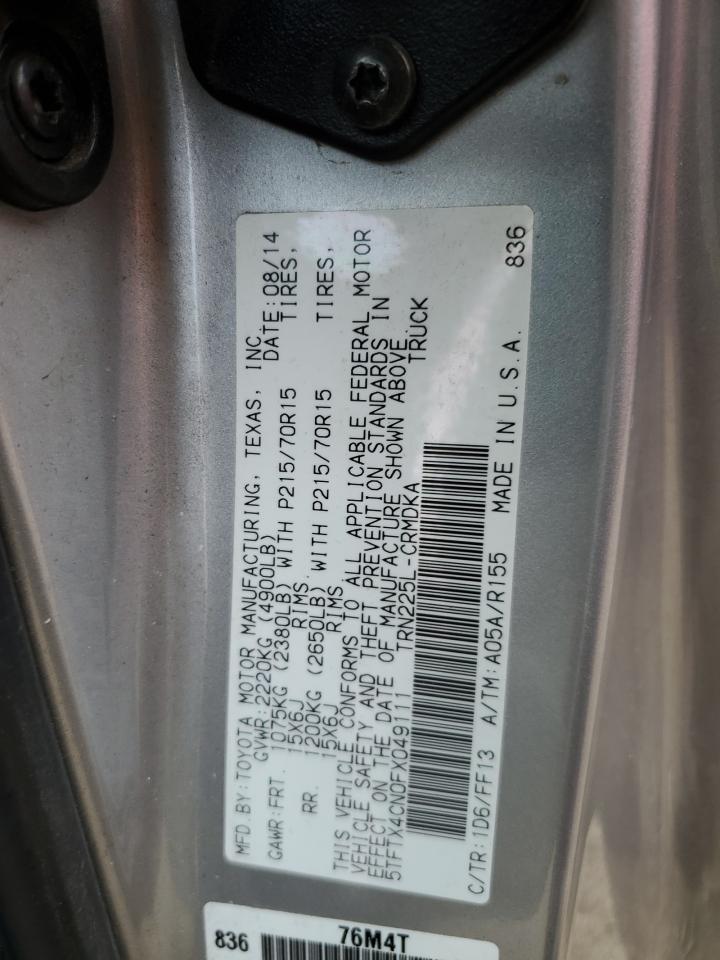 MFD.BY:TOYOTA MOTOR MANUFACTURING, TEXAS, INC.
GVWR:2220KG (4900LB) DATE:08/14
GAWR:FRT. 1075KG (2380LB) WITH P215/70R15 TIRES,
15X6J RIMS.
RR. 1200KG (2650LB) WITH P215/70R15 TIRES,
15X6J RIMS
THIS VEHICLE CONFORMS TO ALL APPLICABLE FEDERAL MOTOR
VEHICLE SAFETY AND THEFT PREVENTION STANDARDS IN
EFFECT ON THE DATE OF MANUFACTURE SHOWN ABOVE.
5TFTX4CN0FX049111 TRN225L-CRMDKA TRUCK
C/TR:1D6/FF13 A/TM:A05A/R155 MADE IN U.S.A. 836
836 76M4T